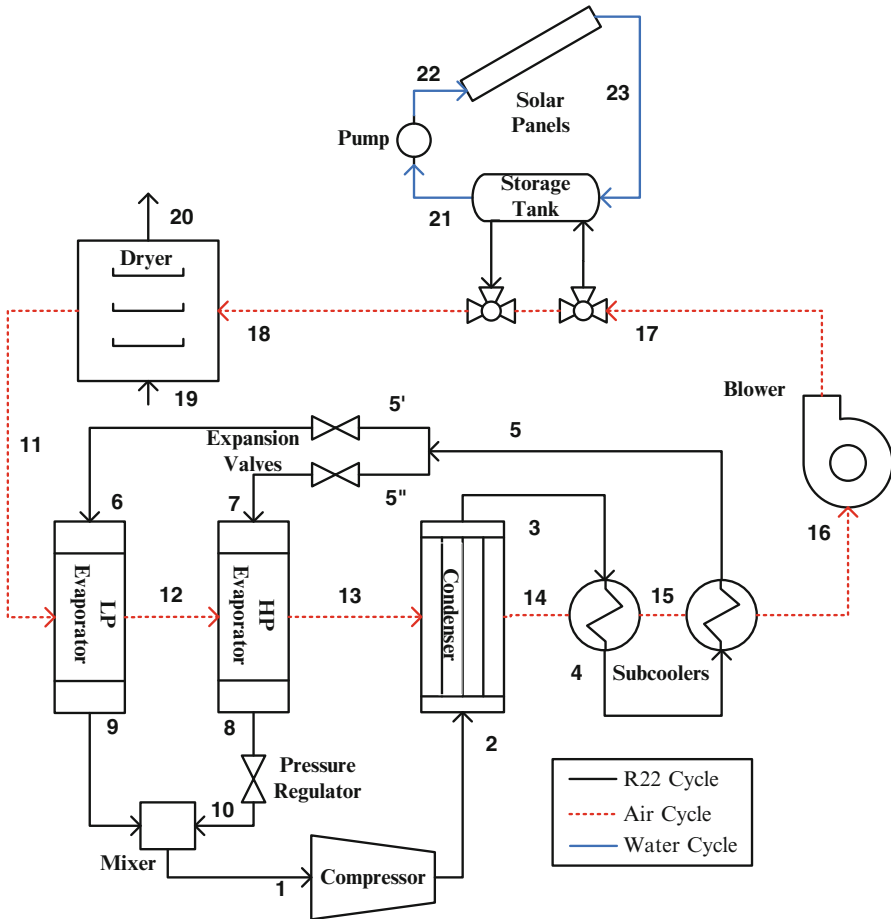 22
23
Solar
Panels
Pump
Storage
Tank
21
20
Dryer
18
17
19
Blower
5'
5
11
Expansion
Valves
5"
6
7
3
16
LP
Evaporator
12
HP
Evaporator
13
Condenser
14
15
4
Subcoolers
9
8
2
Pressure
Regulator
10
R22 Cycle
Air Cycle
Water Cycle
Mixer
1
Compressor